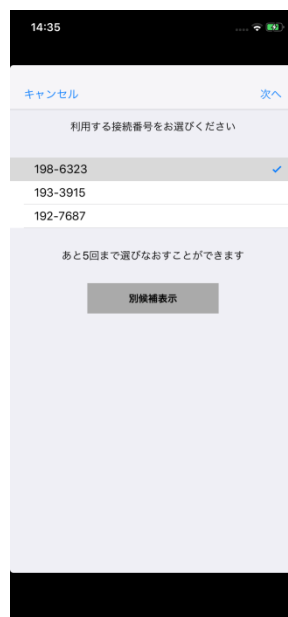 14:35
キャンセル 次へ
利用する接続番号をお選びください
198-6323
193-3915
192-7687
あと5回まで選びなおすことができます
別候補表示